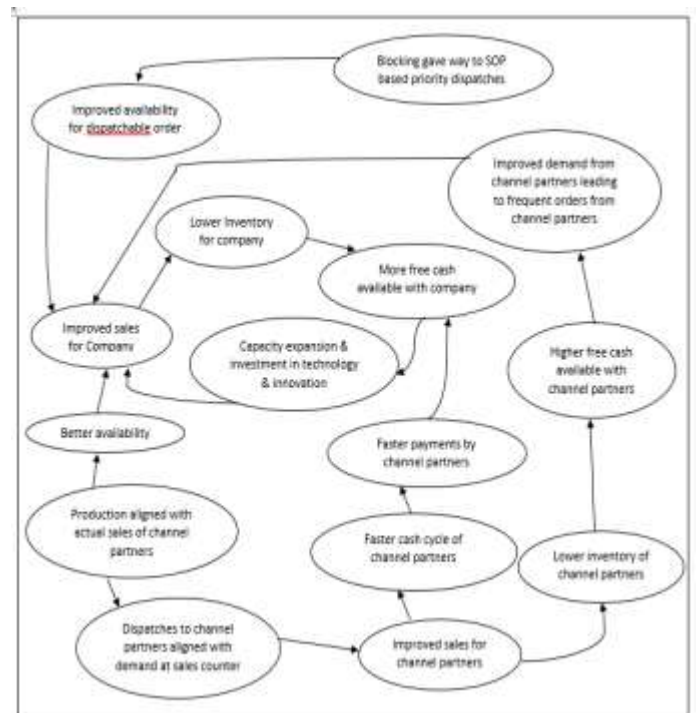 Blocking gave way to SOP
based priority dispatches
Improved availability
for dispatchable order
Improved demand from
channel partners leading
to frequent orders from
channel partners
Lower Inventory
for company
More free cash
available with company
Improved sales
for Company
Capacity expansion &
investment in technology
& innovation
Higher free cash
available with
channel partners
Better availability
Faster payments by
channel partners
Production aligned with
actual sales of channel
partners
Faster cash cycle of
channel partners
Lower inventory of
channel partners
Dispatches to channel
partners aligned with
demand at sales counter
Improved sales for
channel partners